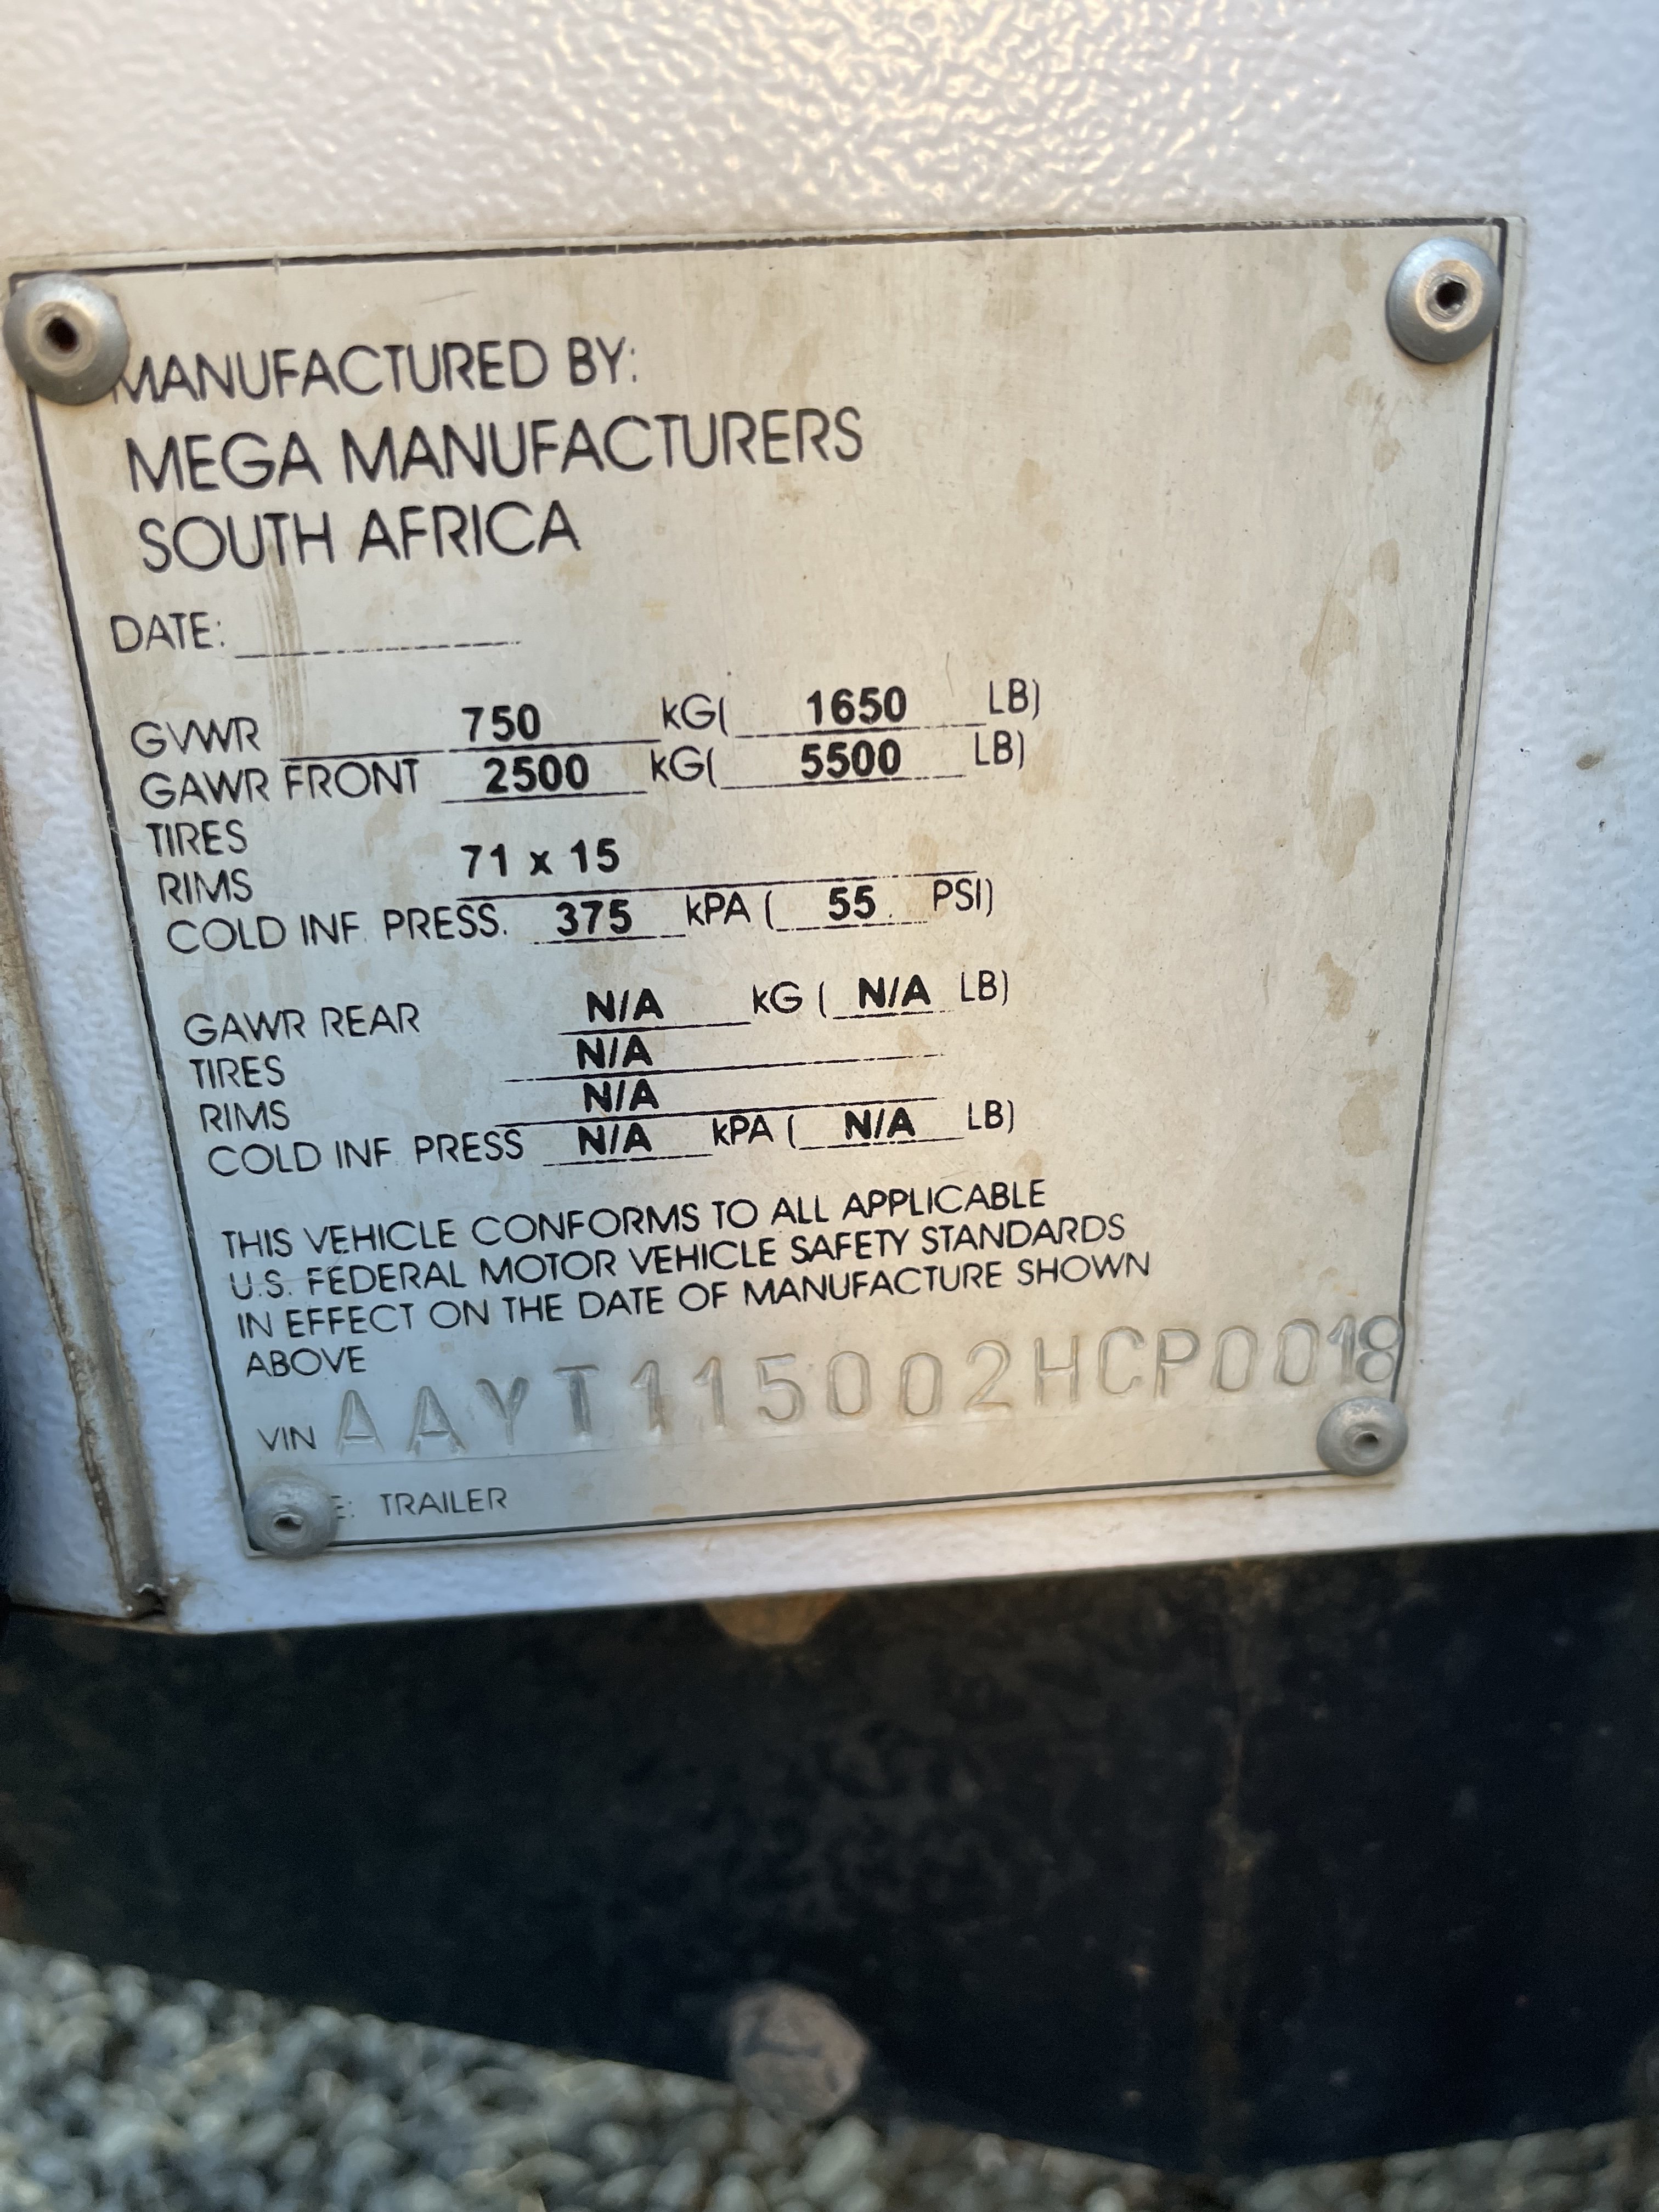 MANUFACTURED BY:
MEGA MANUFACTURERS
SOUTH AFRICA
DATE:
GVWR 750 kG( 1650 LB)
GAWR FRONT 2500 kG( 5500 LB)
TIRES
RIMS 71 x 15
COLD INF. PRESS. 375 kPA ( 55 PSI)
GAWR REAR N/A kG ( N/A LB)
TIRES N/A
RIMS N/A
COLD INF. PRESS N/A kPA ( N/A LB)
THIS VEHICLE CONFORMS TO ALL APPLICABLE
U.S. FEDERAL MOTOR VEHICLE SAFETY STANDARDS
IN EFFECT ON THE DATE OF MANUFACTURE SHOWN
ABOVE
VIN AAYT115002HCP0018
E: TRAILER